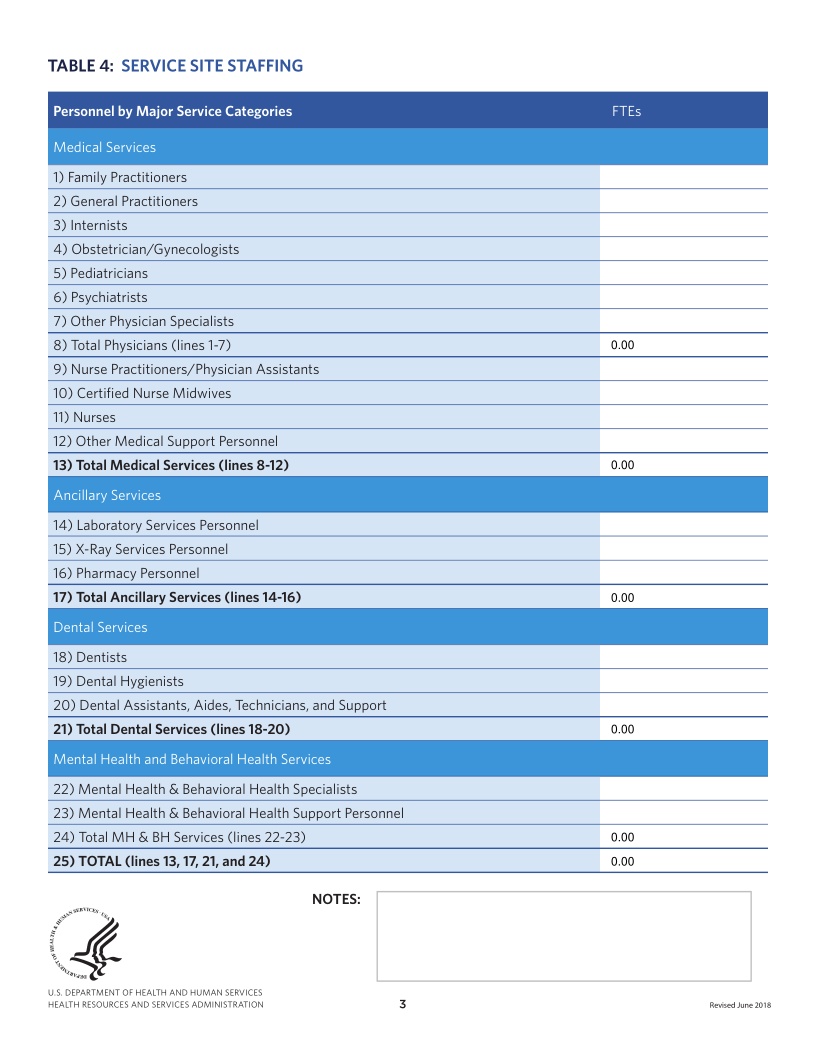 TABLE 4: SERVICE SITE STAFFING
Personnel by Major Service Categories FTEs
Medical Services
1) Family Practitioners
2) General Practitioners
3) Internists
4) Obstetrician/Gynecologists
5) Pediatricians
6) Psychiatrists
7) Other Physician Specialists
8) Total Physicians (lines 1-7) 0.00
9) Nurse Practitioners/Physician Assistants
10) Certified Nurse Midwives
11) Nurses
12) Other Medical Support Personnel
13) Total Medical Services (lines 8-12) 0.00
Ancillary Services
14) Laboratory Services Personnel
15) X-Ray Services Personnel
16) Pharmacy Personnel
17) Total Ancillary Services (lines 14-16) 0.00
Dental Services
18) Dentists
19) Dental Hygienists
20) Dental Assistants, Aides, Technicians, and Support
21) Total Dental Services (lines 18-20) 0.00
Mental Health and Behavioral Health Services
22) Mental Health & Behavioral Health Specialists
23) Mental Health & Behavioral Health Support Personnel
24) Total MH & BH Services (lines 22-23) 0.00
25) TOTAL (lines 13, 17, 21, and 24) 0.00
NOTES:
DEPARTMENT OF HEALTH & HUMAN SERVICES · USA
U.S. DEPARTMENT OF HEALTH AND HUMAN SERVICES
HEALTH RESOURCES AND SERVICES ADMINISTRATION
3
Revised June 2018